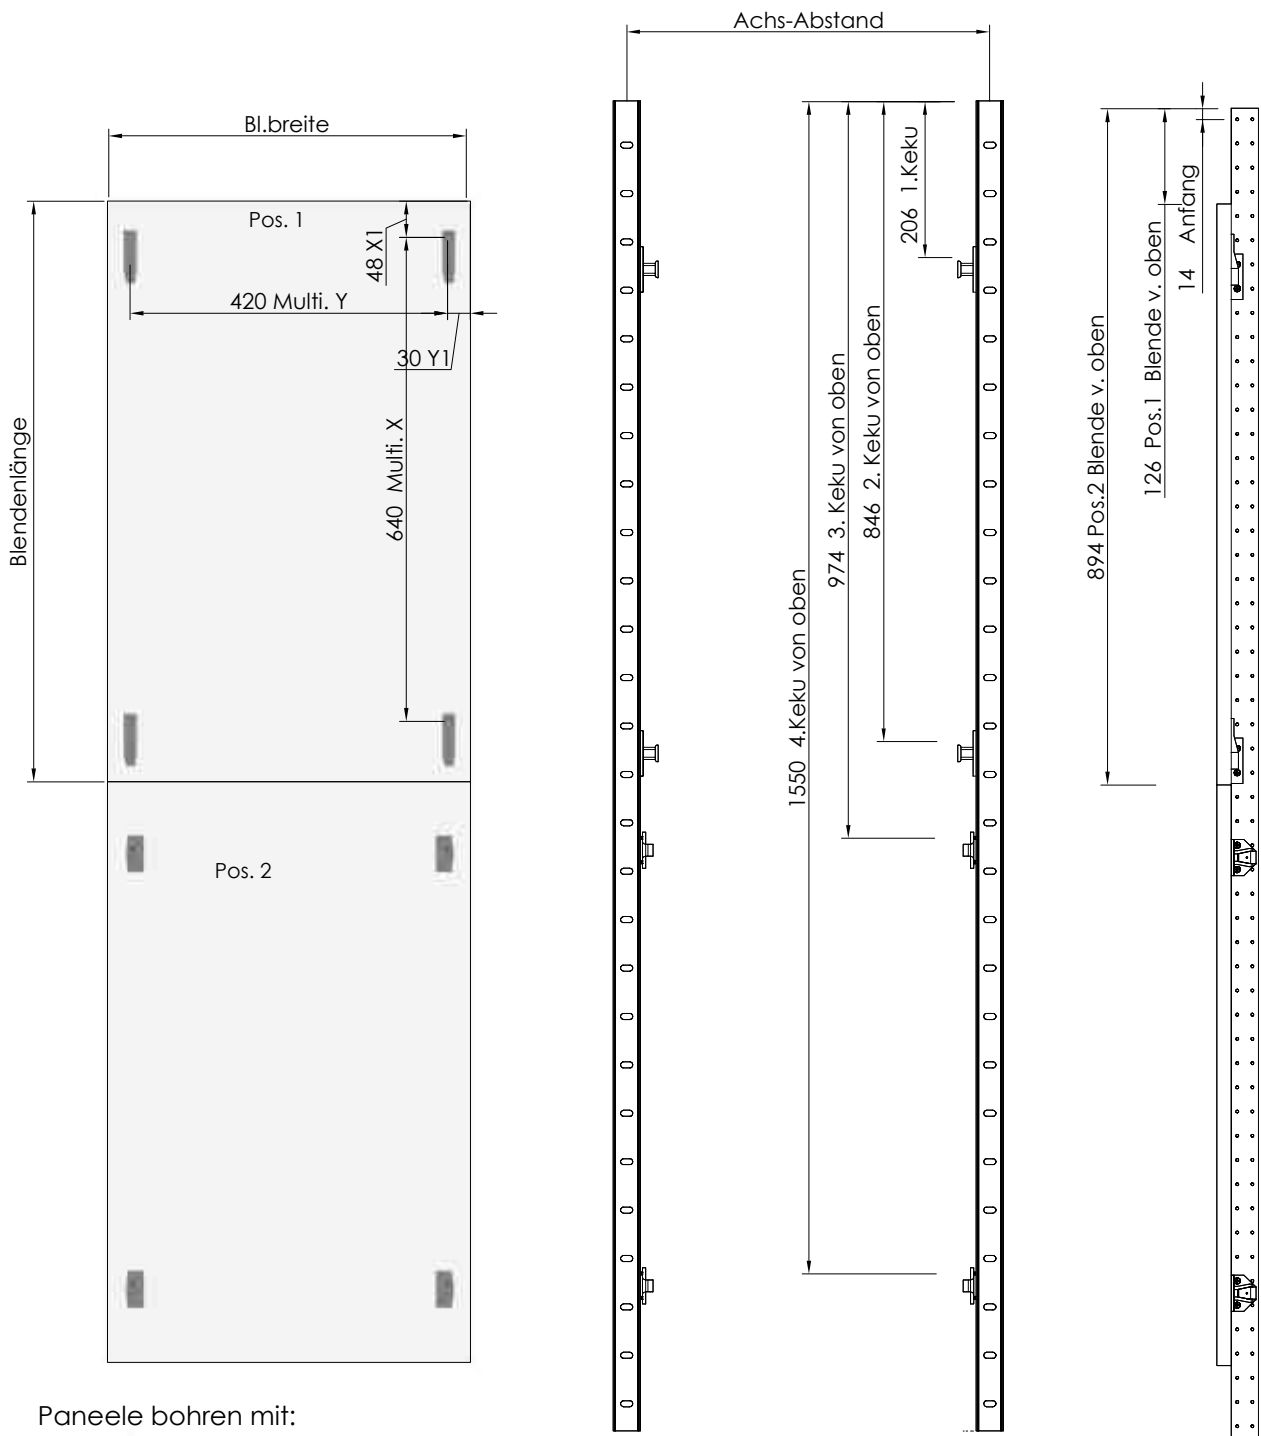 Achs-Abstand
Bl.breite
Blendenlänge
Pos. 1
48 X1
420 Multi. Y
30 Y1
640 Multi. X
Pos. 2
1550 4.Keku von oben
974 3. Keku von oben
846 2. Keku von oben
206 1.Keku
894 Pos.2 Blende v. oben
126 Pos.1 Blende v. oben
14 Anfang
Paneele bohren mit: